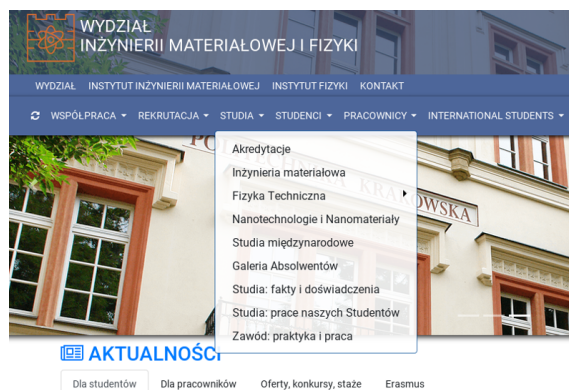 WYDZIAŁ
INŻYNIERII MATERIAŁOWEJ I FIZYKI
WYDZIAŁ INSTYTUT INŻYNIERII MATERIAŁOWEJ INSTYTUT FIZYKI KONTAKT
WSPÓŁPRACA REKRUTACJA STUDIA STUDENCI PRACOWNICY INTERNATIONAL STUDENTS
Akredytacje
Inżynieria materiałowa
Fizyka Techniczna
Nanotechnologie i Nanomateriały
Studia międzynarodowe
Galeria Absolwentów
Studia: fakty i doświadczenia
Studia: prace naszych Studentów
Zawód: praktyka i praca
AKTUALNOŚCI
Dla studentów Dla pracowników Oferty, konkursy, staże Erasmus